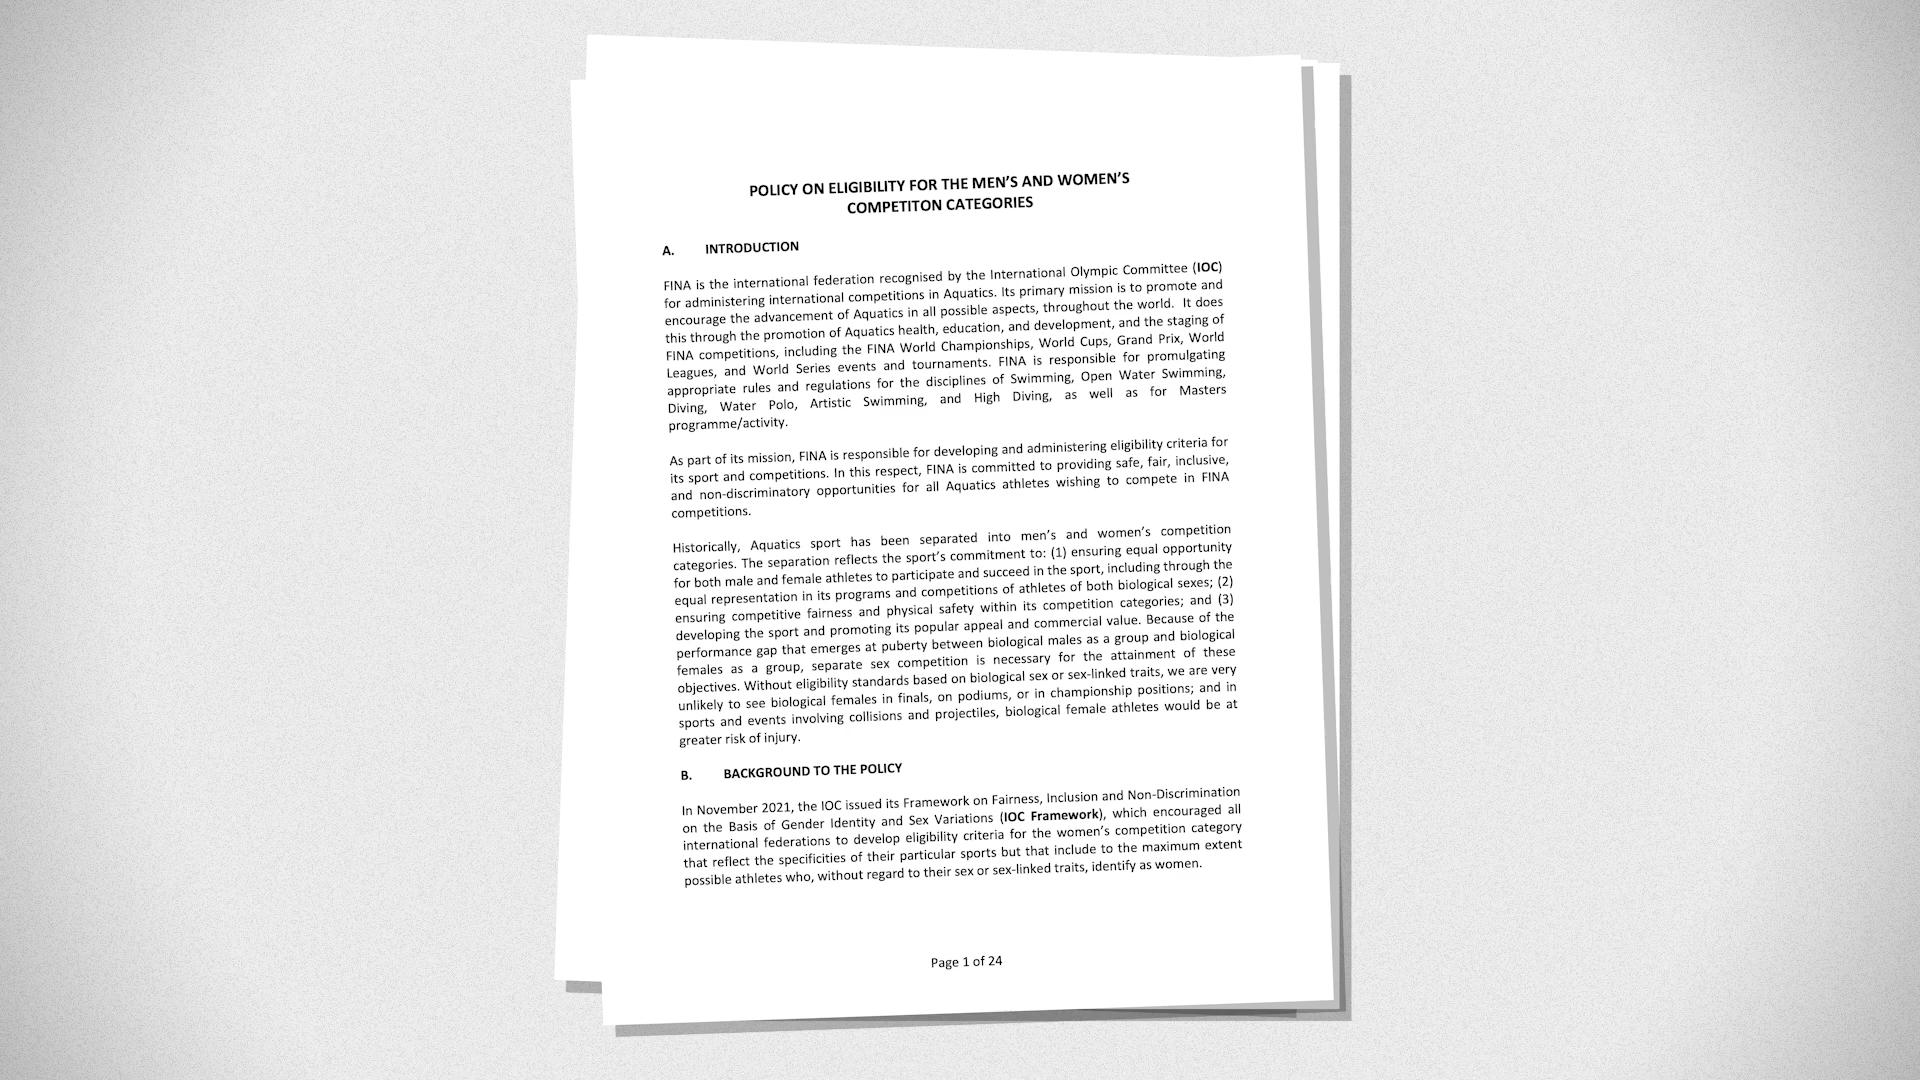 POLICY ON ELIGIBILITY FOR THE MEN'S AND WOMEN'S
COMPETITON CATEGORIES
A. INTRODUCTION
FINA is the international federation recognised by the International Olympic Committee (IOC)
for administering international competitions in Aquatics. Its primary mission is to promote and
encourage the advancement of Aquatics in all possible aspects, throughout the world. It does
this through the promotion of Aquatics health, education, and development, and the staging of
FINA competitions, including the FINA World Championships, World Cups, Grand Prix, World
Leagues, and World Series events and tournaments. FINA is responsible for promulgating
appropriate rules and regulations for the disciplines of Swimming, Open Water Swimming,
Diving, Water Polo, Artistic Swimming, and High Diving, as well as for Masters
programme/activity.
As part of its mission, FINA is responsible for developing and administering eligibility criteria for
its sport and competitions. In this respect, FINA is committed to providing safe, fair, inclusive,
and non-discriminatory opportunities for all Aquatics athletes wishing to compete in FINA
competitions.
Historically, Aquatics sport has been separated into men's and women's competition
categories. The separation reflects the sport's commitment to: (1) ensuring equal opportunity
for both male and female athletes to participate and succeed in the sport, including through the
equal representation in its programs and competitions of athletes of both biological sexes; (2)
ensuring competitive fairness and physical safety within its competition categories; and (3)
developing the sport and promoting its popular appeal and commercial value. Because of the
performance gap that emerges at puberty between biological males as a group and biological
females as a group, separate sex competition is necessary for the attainment of these
objectives. Without eligibility standards based on biological sex or sex-linked traits, we are very
unlikely to see biological females in finals, on podiums, or in championship positions; and in
sports and events involving collisions and projectiles, biological female athletes would be at
greater risk of injury.
B. BACKGROUND TO THE POLICY
In November 2021, the IOC issued its Framework on Fairness, Inclusion and Non-Discrimination
on the Basis of Gender Identity and Sex Variations (IOC Framework), which encouraged all
international federations to develop eligibility criteria for the women's competition category
that reflect the specificities of their particular sports but that include to the maximum extent
possible athletes who, without regard to their sex or sex-linked traits, identify as women.
Page 1 of 24